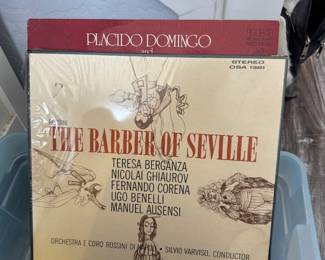 PLACIDO DOMINGO
STEREO
OSA 1381
THE BARBER OF SEVILLE
TERESA BERGANZA
NICOLAI GHIAUROV
FERNANDO CORENA
UGO BENELLI
MANUEL AUSENSI
ORCHESTRA E CORO ROSSINI DI
SILVIO VARVISO, CONDUCTOR